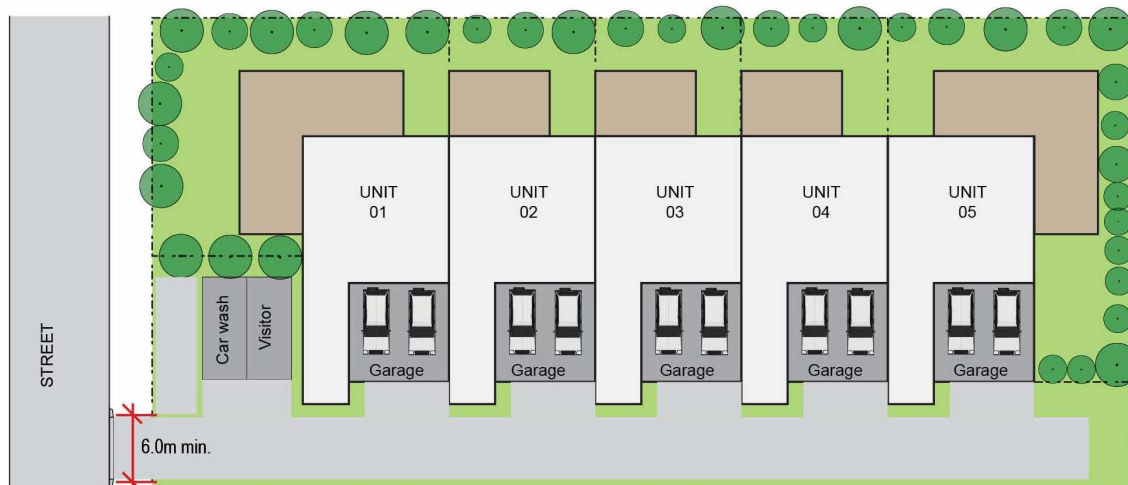 UNIT
01
UNIT
02
UNIT
03
UNIT
04
UNIT
05
STREET
Car wash
Visitor
Garage
Garage
Garage
Garage
Garage
6.0m min.